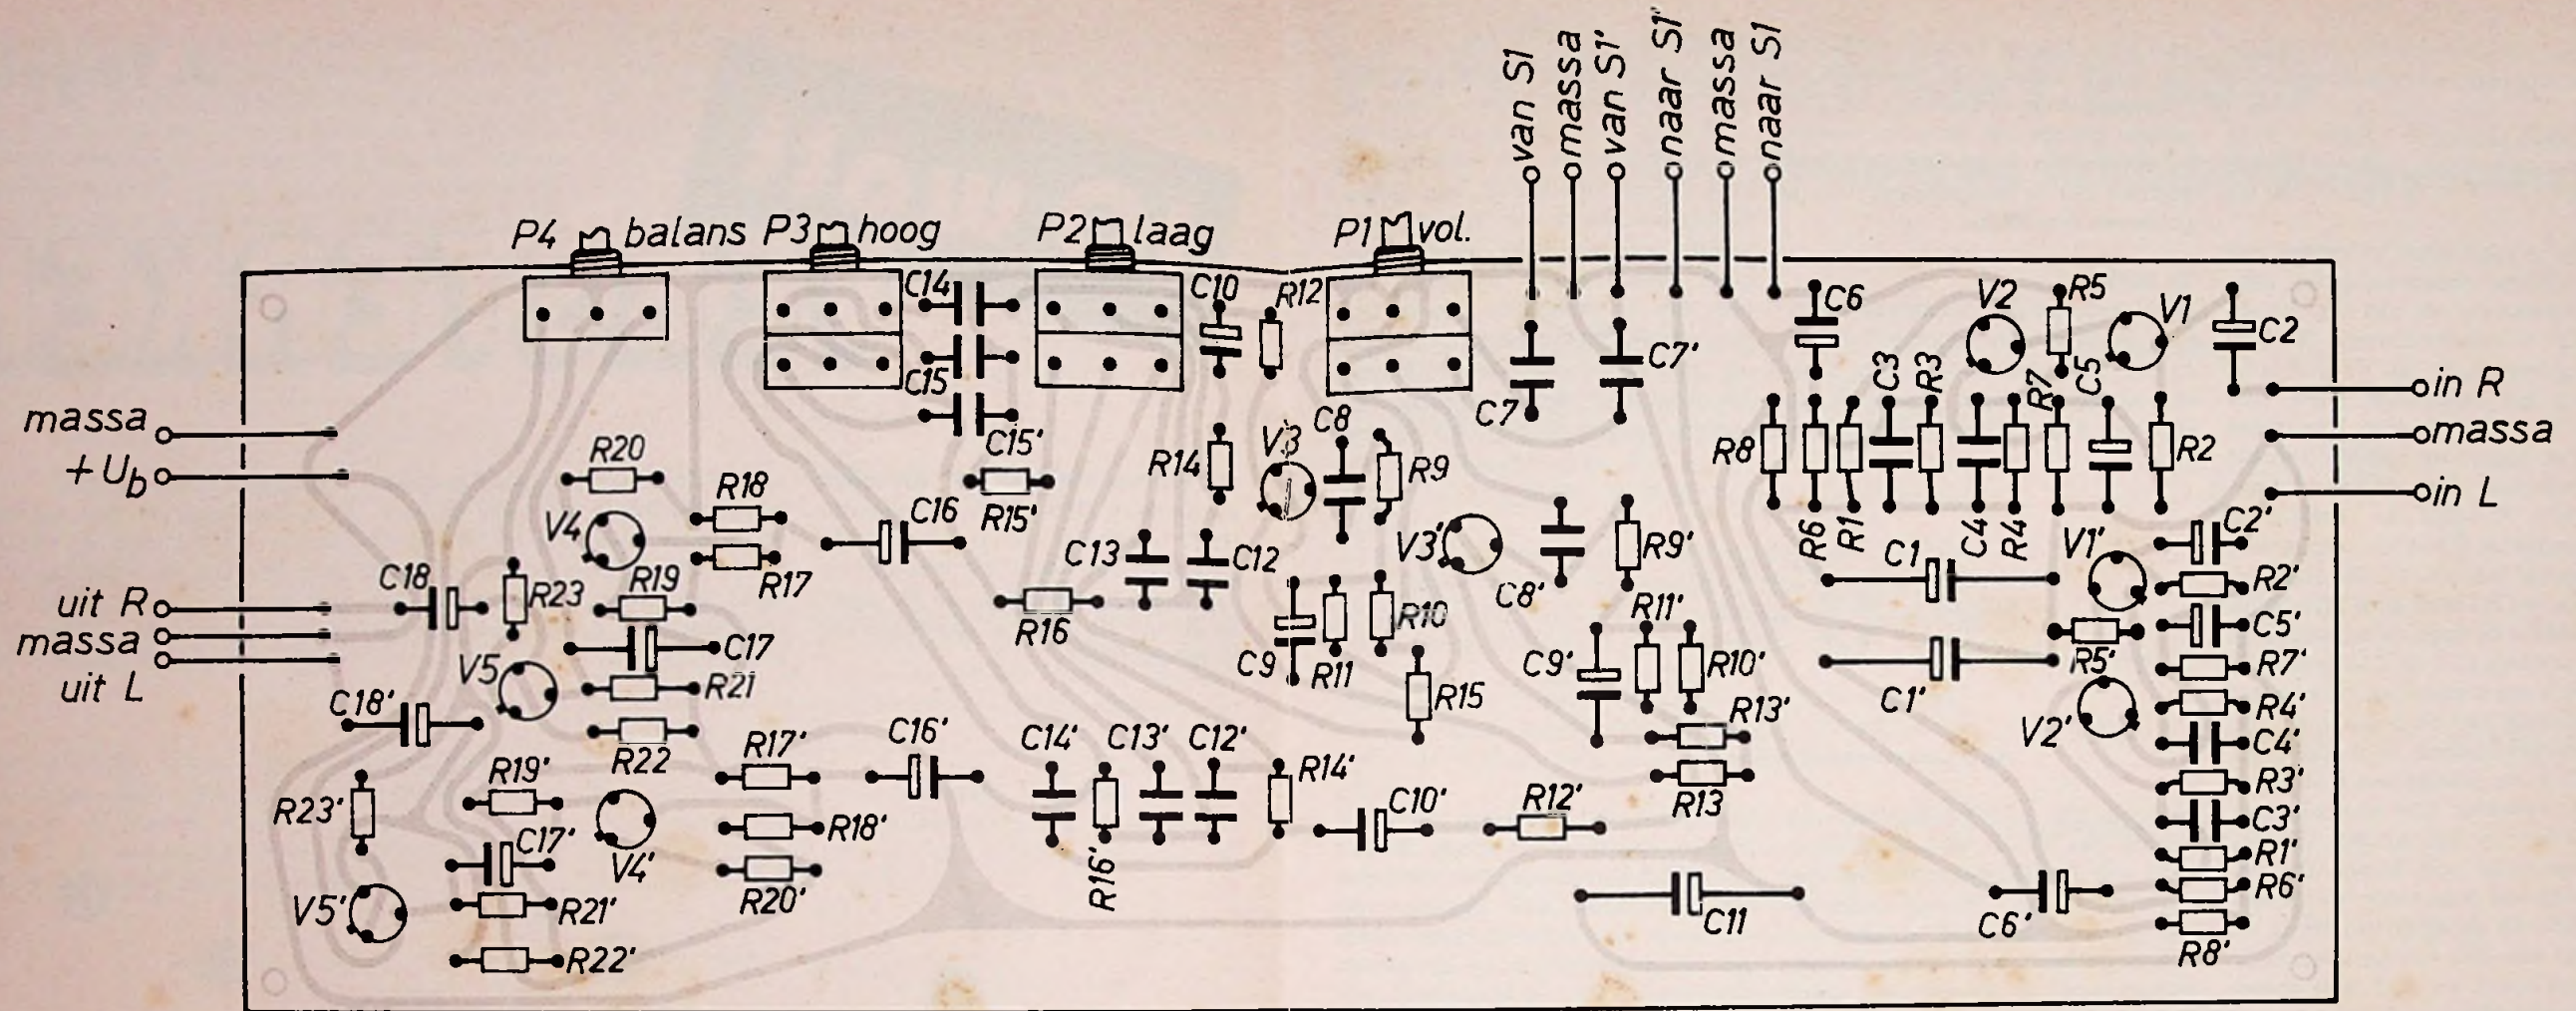 van S1
massa
van S1'
naar S1'
massa
naar S1
P4 balans P3 hoog P2 laag P1 vol.
C14 C10 R12 C6 V2 R5 V1 C2
C15 C7' C3 R3 R7 C5 in R
C15' C8 C7 massa
massa R20 R14 V3 R9 R8 R2 in L
+Ub R18 C16 R15'
V4 R17 C13 C12 V3' R9' R6 R1 C1 C4 R4 V1' C2'
C18 R23 R19 C8' R2'
uit R R16 R10 R11' C5'
massa V5 C17 C9 R11 C9' R10' R5' R7'
uit L C18' R21 R15 C1' R4'
R22 R17' C16' C14' C13' C12' R14' R13' V2' C4'
R23' R19' C10' R12' R13 R3'
C17' V4' R18' R16' C3'
V5' R21' R20' C11 C6' R1'
R22' R6'
R8'